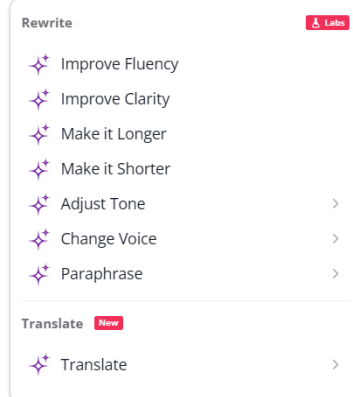 Rewrite Labs
Improve Fluency
Improve Clarity
Make it Longer
Make it Shorter
Adjust Tone
Change Voice
Paraphrase
Translate New
Translate